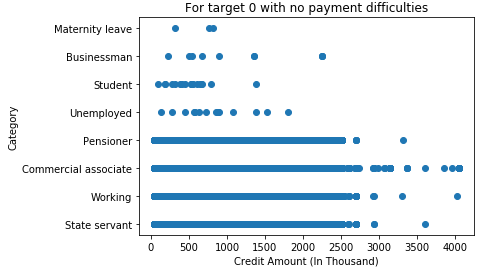 For target 0 with no payment difficulties
Category
Maternity leave
Businessman
Student
Unemployed
Pensioner
Commercial associate
Working
State servant
0 500 1000 1500 2000 2500 3000 3500 4000
Credit Amount (In Thousand)